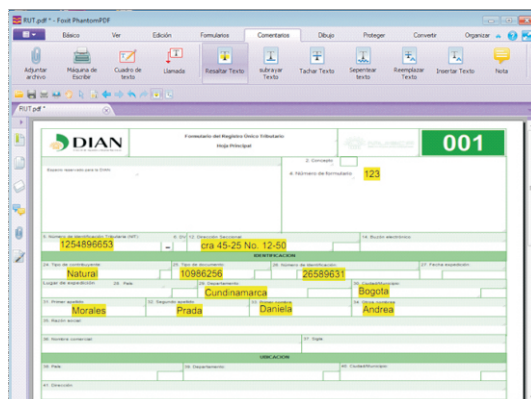 RUT.pdf * - Foxit PhantomPDF
Básico Ver Edición Formularios Comentarios Dibujo Proteger Convertir Organizar
Adjuntar archivo Máquina de Escribir Cuadro de texto Llamada Resaltar Texto subrayar Texto Tachar Texto Serpentear Texto Reemplazar Texto Insertar Texto Nota
RUT.pdf *
DIAN
Formulario del Registro Único Tributario
Hoja Principal
001
2. Concepto
Espacio reservado para la DIAN
4. Número de formulario 123
5. Número de Identificación Tributaria (NIT): 6. DV 12. Dirección Seccional 14. Buzón electrónico
1254896653 - cra 45-25 No. 12-50
IDENTIFICACION
24. Tipo de contribuyente: 25. Tipo de documento: 26. Número de Identificación: 27. Fecha expedición:
Natural 10986256 26589631
Lugar de expedición 28. País 29. Departamento: 30. Ciudad/Municipio:
Cundinamarca Bogota
31. Primer apellido 32. Segundo apellido 33. Primer nombre 34. Otros nombres
Morales Prada Daniela Andrea
35. Razón social:
36. Nombre comercial: 37. Sigla:
UBICACION
38. País 39. Departamento: 40. Ciudad/Municipio:
41. Dirección